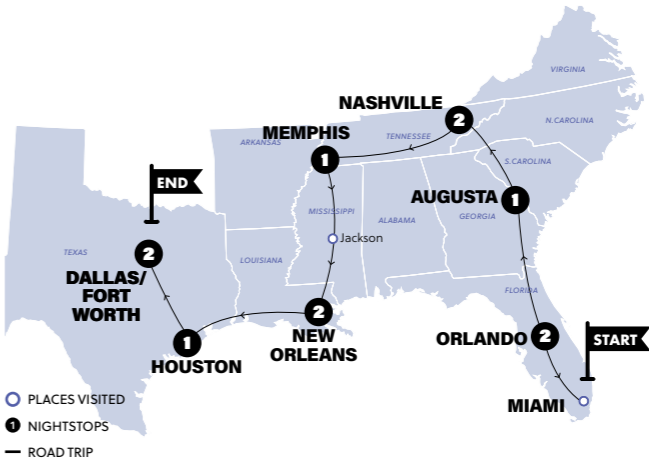 VIRGINIA
NASHVILLE
2
N.CAROLINA
ARKANSAS
MEMPHIS
1
TENNESSEE
S.CAROLINA
END
AUGUSTA
1
MISSISSIPPI
ALABAMA
GEORGIA
Jackson
TEXAS
2
LOUISIANA
DALLAS/
FORT
WORTH
FLORIDA
2
NEW
ORLEANS
1
HOUSTON
ORLANDO
2
START
MIAMI
PLACES VISITED
1 NIGHTSTOPS
ROAD TRIP